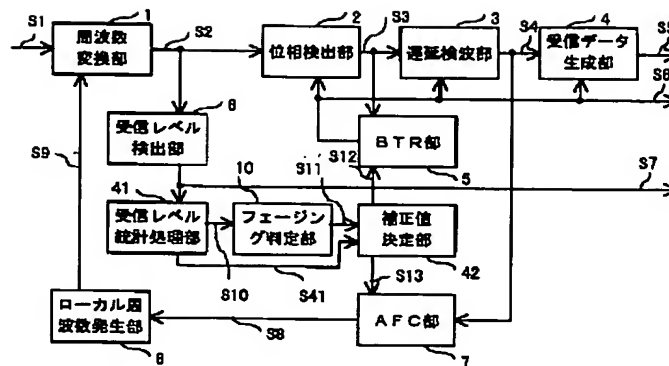 1
2
S3
3
4
S1
周波数
変換部
S2
位相検出部
遅延検波部
S4
受信データ
生成部
S5
S6
6
受信レベル
検出部
S9
BTR部
5
S12
S7
41
10
S11
受信レベル
統計処理部
フェージン
グ判定部
補正値
決定部
42
S10
S41
S13
ローカル周
波数発生部
8
S8
AFC部
7